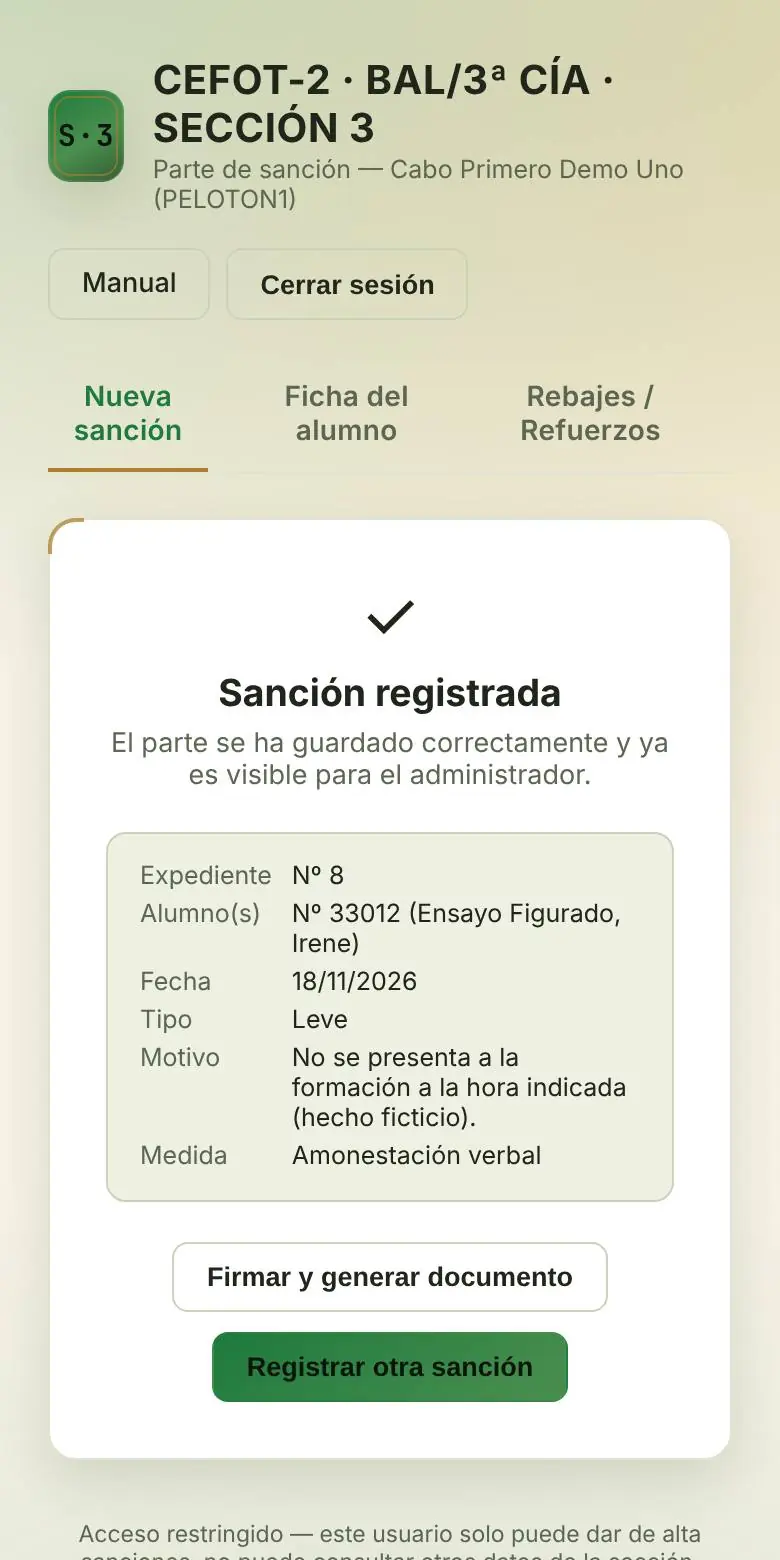 S·3
CEFOT-2 · BAL/3ª CÍA ·
SECCIÓN 3
Parte de sanción — Cabo Primero Demo Uno
(PELOTON1)
Manual
Cerrar sesión
Nueva
sanción
Ficha del
alumno
Rebajes /
Refuerzos
Sanción registrada
El parte se ha guardado correctamente y ya
es visible para el administrador.
Expediente Nº 8
Alumno(s) Nº 33012 (Ensayo Figurado,
Irene)
Fecha 18/11/2026
Tipo Leve
Motivo No se presenta a la
formación a la hora indicada
(hecho ficticio).
Medida Amonestación verbal
Firmar y generar documento
Registrar otra sanción
Acceso restringido — este usuario solo puede dar de alta